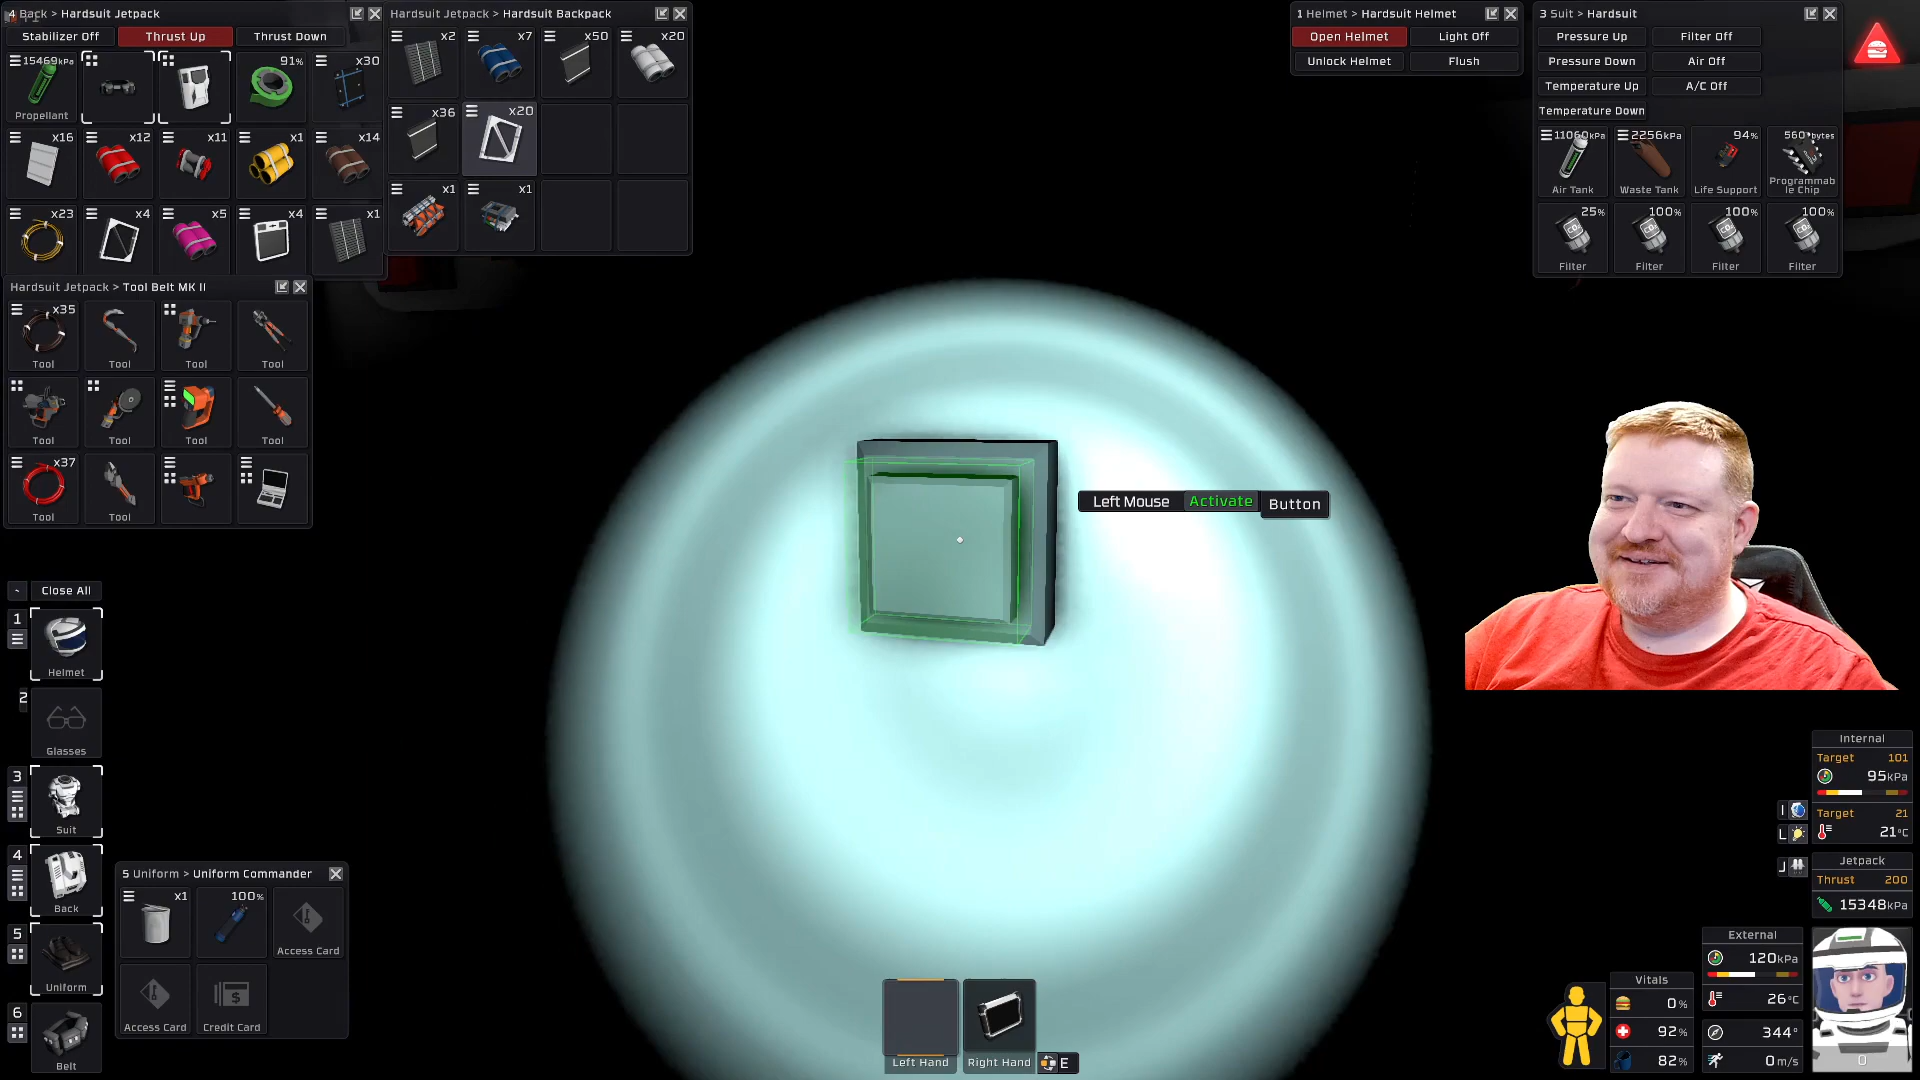 4 Back > Hardsuit Jetpack
Stabilizer Off
Thrust Up
Thrust Down
15469kPa
Propellant
91%
x30
x16
x12
x11
x1
x14
x23
x4
x5
x4
x1
Hardsuit Jetpack > Hardsuit Backpack
x2
x7
x50
x20
x36
x20
x1
x1
Hardsuit Jetpack > Tool Belt MK II
x35
Tool
Tool
Tool
Tool
Tool
Tool
Tool
Tool
x37
Tool
Tool
1 Helmet > Hardsuit Helmet
Open Helmet
Light Off
Unlock Helmet
Flush
3 Suit > Hardsuit
Pressure Up
Filter Off
Pressure Down
Air Off
Temperature Up
A/C Off
Temperature Down
11060kPa
Air Tank
2256kPa
Waste Tank
94%
Life Support
560 bytes
Programmab
le Chip
25%
Filter
100%
Filter
100%
Filter
100%
Filter
Left Mouse
Activate
Button
~
Close All
1
Helmet
2
Glasses
3
Suit
4
Back
5
Uniform
6
Belt
5 Uniform > Uniform Commander
x1
100%
Access Card
Access Card
Credit Card
Left Hand
Right Hand
E
Internal
Target 101
95kPa
Target 21
21°C
I
L
J
Jetpack
Thrust 200
15348kPa
External
120kPa
26°C
344°
0m/s
Vitals
0%
92%
82%
0